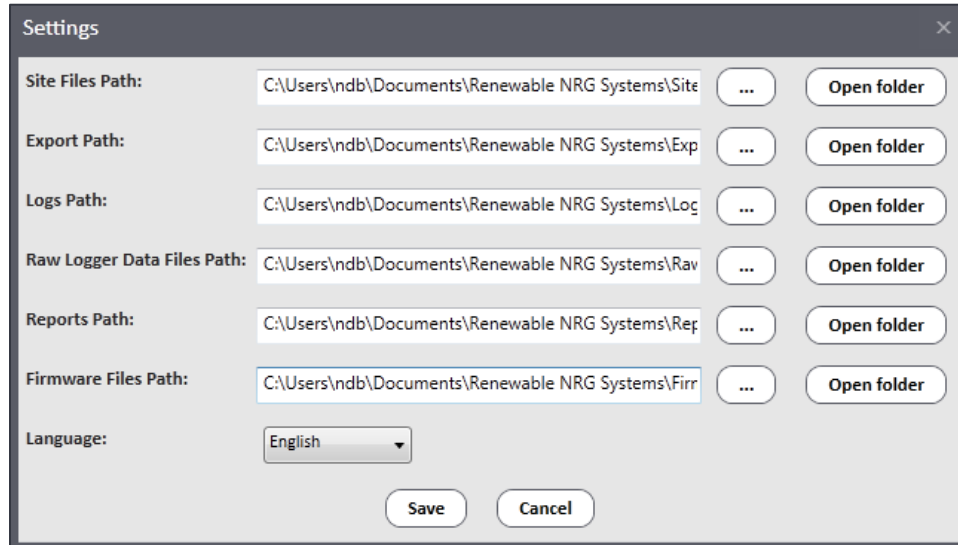 Settings ×
Site Files Path: C:\Users\ndb\Documents\Renewable NRG Systems\Site ... Open folder
Export Path: C:\Users\ndb\Documents\Renewable NRG Systems\Exp ... Open folder
Logs Path: C:\Users\ndb\Documents\Renewable NRG Systems\Log ... Open folder
Raw Logger Data Files Path: C:\Users\ndb\Documents\Renewable NRG Systems\Raw ... Open folder
Reports Path: C:\Users\ndb\Documents\Renewable NRG Systems\Rep ... Open folder
Firmware Files Path: C:\Users\ndb\Documents\Renewable NRG Systems\Firm ... Open folder
Language: English
Save Cancel